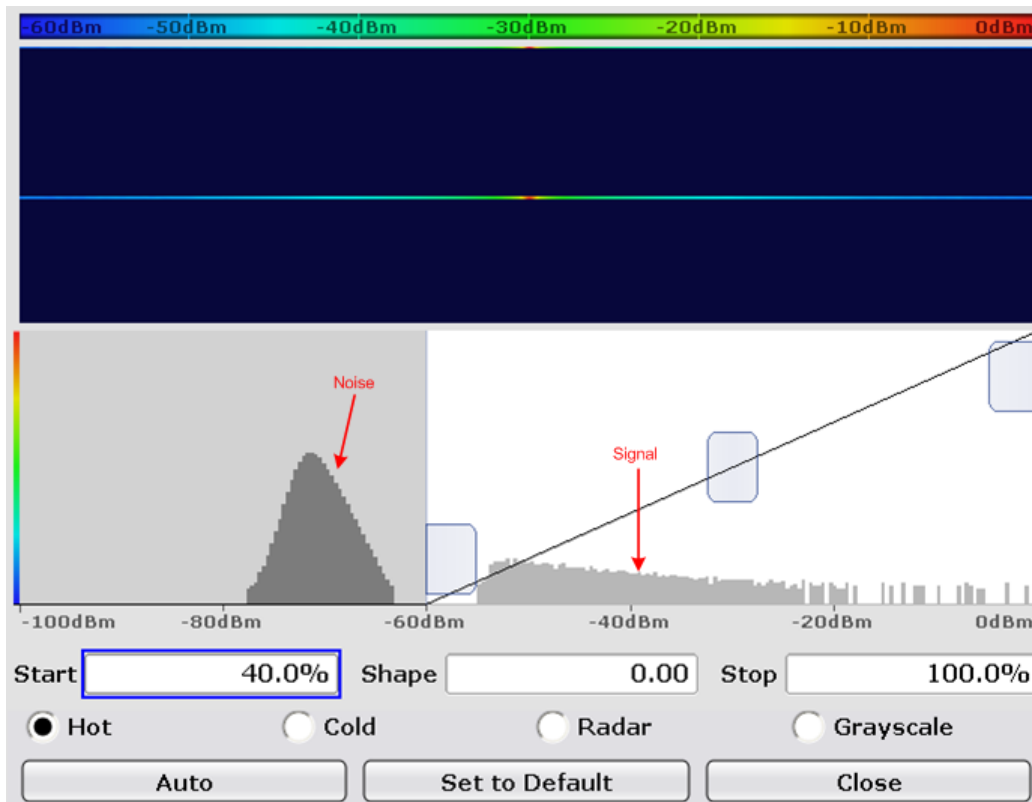 -60dBm -50dBm -40dBm -30dBm -20dBm -10dBm 0dBm
Noise
Signal
-100dBm -80dBm -60dBm -40dBm -20dBm 0dBm
Start 40.0% Shape 0.00 Stop 100.0%
Hot Cold Radar Grayscale
Auto Set to Default Close